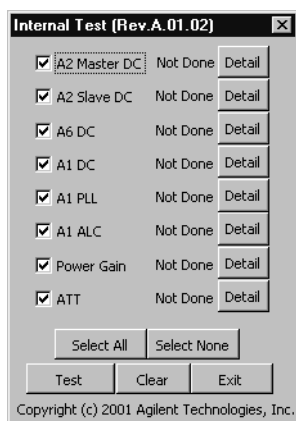 Internal Test (Rev.A.01.02)
A2 Master DC Not Done Detail
A2 Slave DC Not Done Detail
A6 DC Not Done Detail
A1 DC Not Done Detail
A1 PLL Not Done Detail
A1 ALC Not Done Detail
Power Gain Not Done Detail
ATT Not Done Detail
Select All Select None
Test Clear Exit
Copyright (c) 2001 Agilent Technologies, Inc.